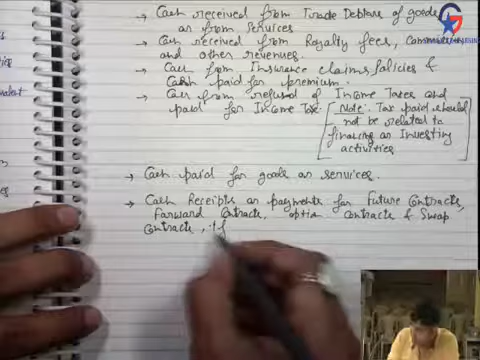 → Cash received from Trade Debtors of goods
or from services
→ Cash received from Royalty fees, Commission
and other revenues.
→ Cash from Insurance claims policies &
Cash paid for premium.
→ Cash from refund of Income Taxes and
paid for Income Tax. [Note: Tax paid should
not be related to
financing or Investing
activities]
→ Cash paid for goods or services.
→ Cash Receipts or payments for Future Contracts,
Forward Contracts, option contracts & Swap
Contracts, if